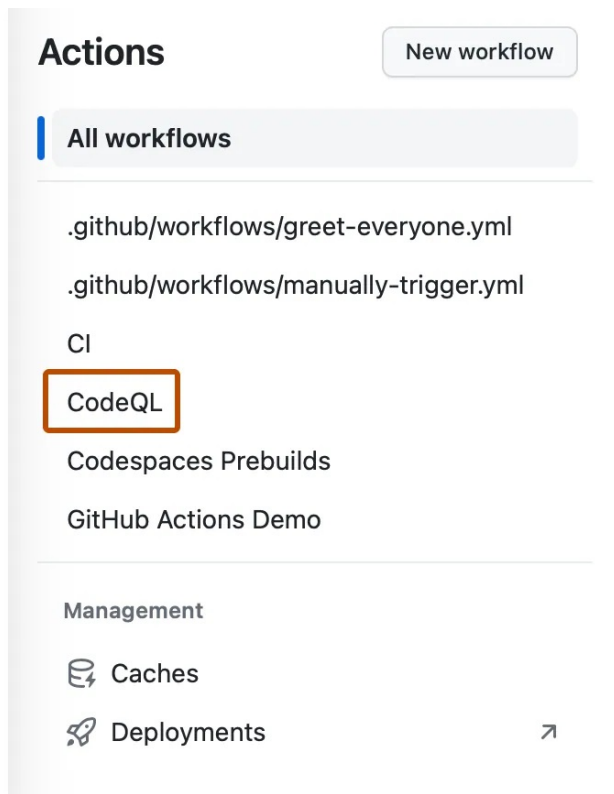 Actions
New workflow
All workflows
.github/workflows/greet-everyone.yml
.github/workflows/manually-trigger.yml
CI
CodeQL
Codespaces Prebuilds
GitHub Actions Demo
Management
Caches
Deployments